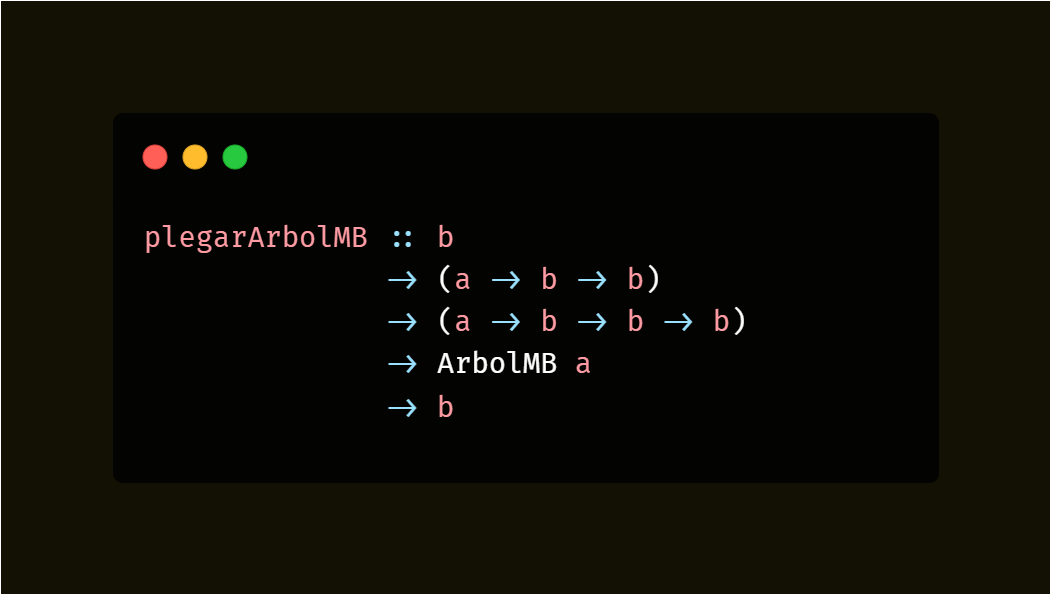 plegarArbolMB :: b
-> (a -> b -> b)
-> (a -> b -> b -> b)
-> ArbolMB a
-> b